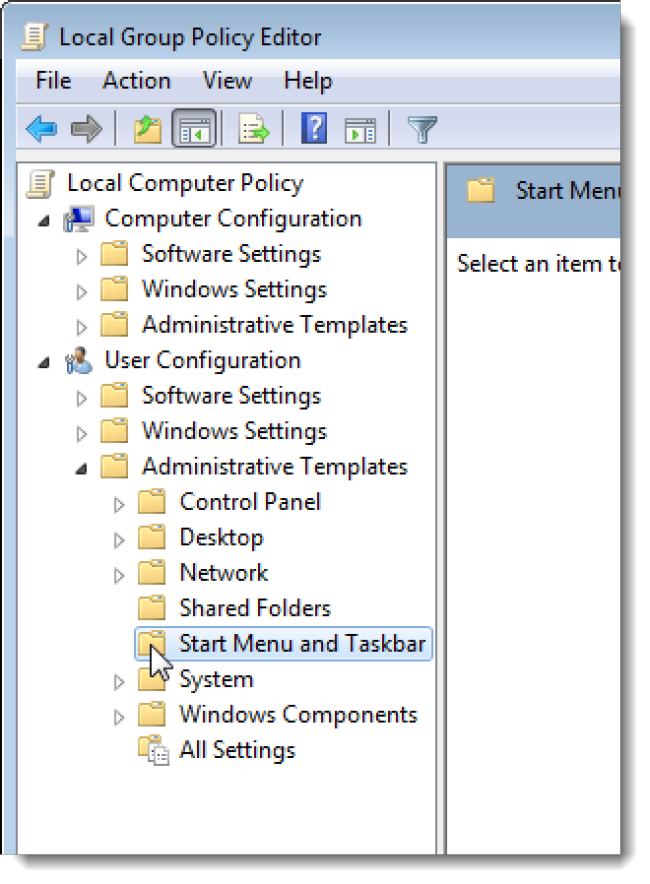 Local Group Policy Editor
File Action View Help
Local Computer Policy
Computer Configuration
Software Settings
Windows Settings
Administrative Templates
User Configuration
Software Settings
Windows Settings
Administrative Templates
Control Panel
Desktop
Network
Shared Folders
Start Menu and Taskbar
System
Windows Components
All Settings
Start Menu
Select an item to